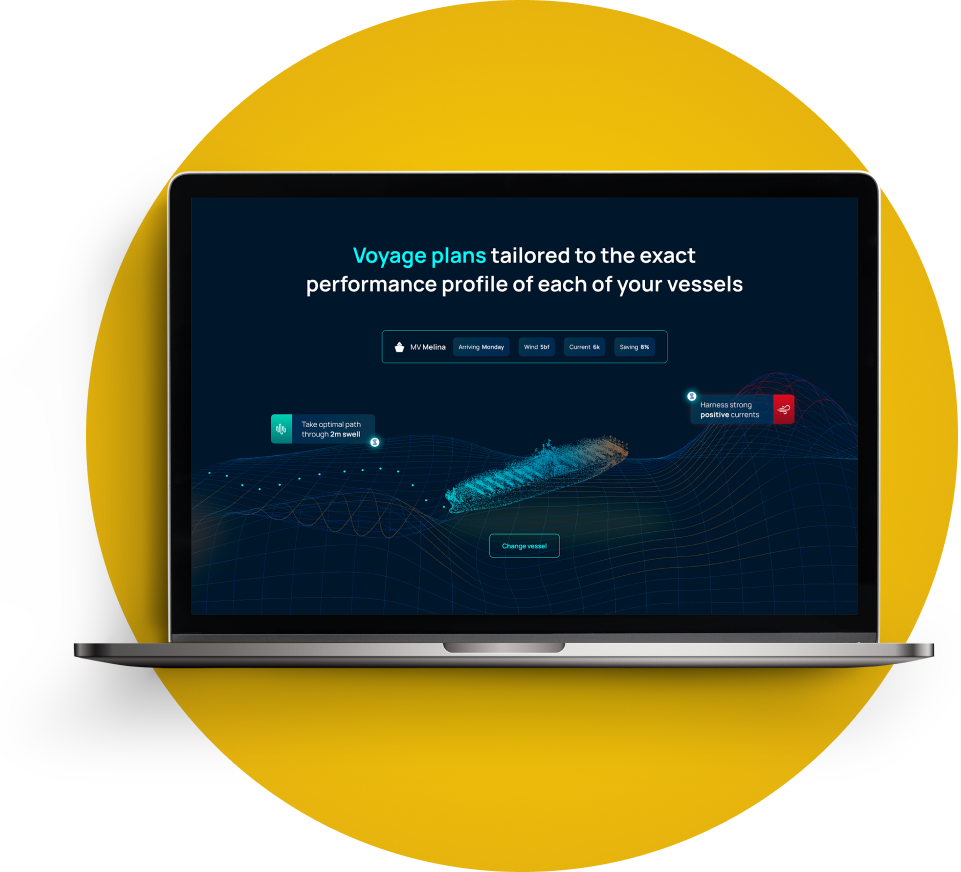 Voyage plans tailored to the exact
performance profile of each of your vessels
MV Melina Arriving Monday Wind 5bf Current 6k Saving 8%
Harness strong
positive currents
Take optimal path
through 2m swell
Change vessel